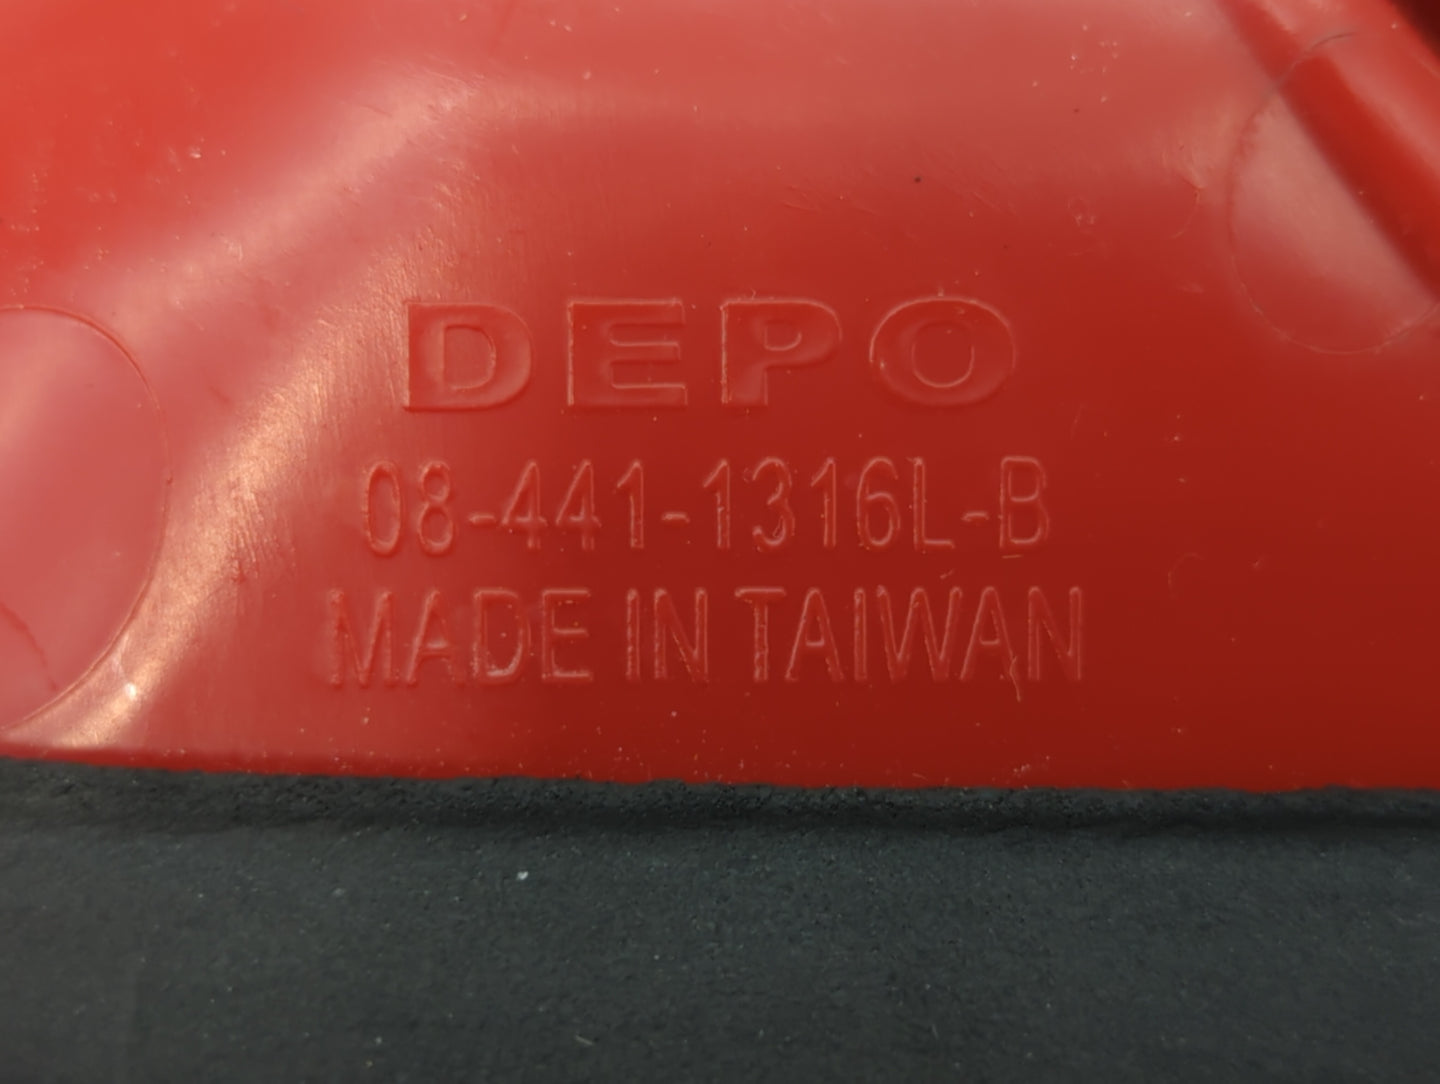 DEPO
08-441-1316L-B
MADE IN TAIWAN